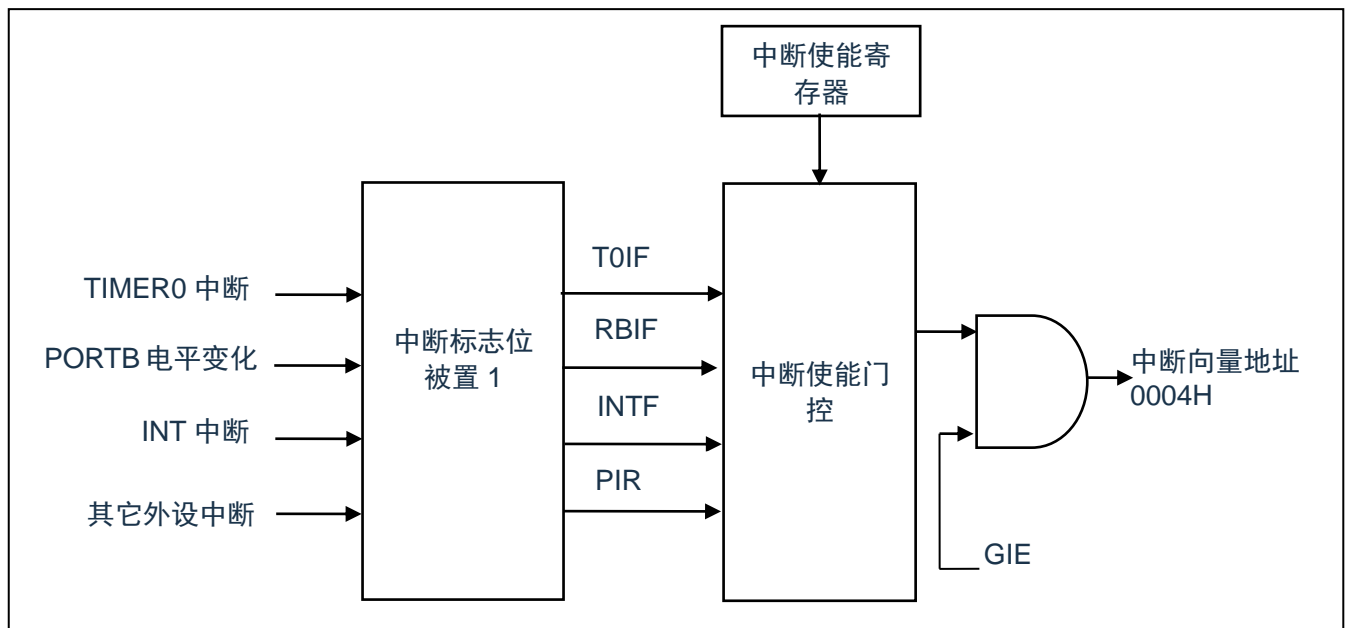 中断使能寄
存器
TIMER0 中断
PORTB 电平变化
INT 中断
其它外设中断
中断标志位
被置 1
T0IF
RBIF
INTF
PIR
中断使能门
控
GIE
中断向量地址
0004H